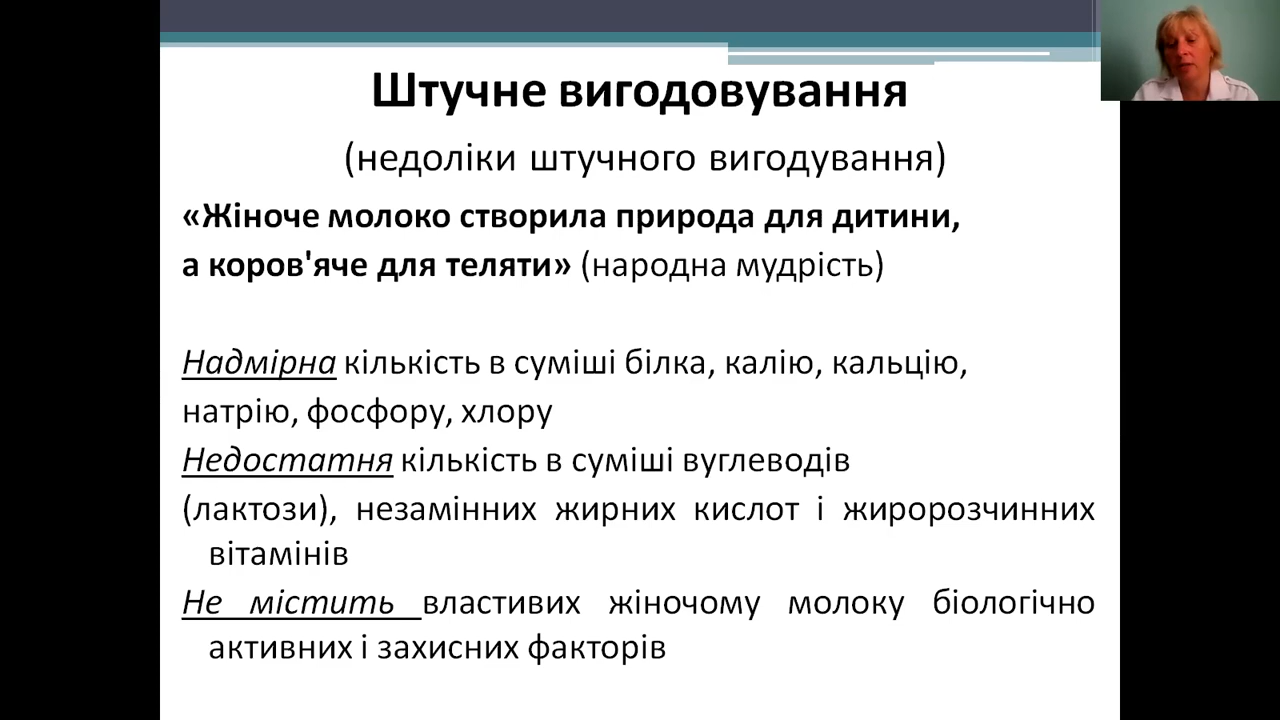 Штучне вигодовування
(недоліки штучного вигодування)
«Жіноче молоко створила природа для дитини,
а коров'яче для теляти» (народна мудрість)
Надмірна кількість в суміші білка, калію, кальцію,
натрію, фосфору, хлору
Недостатня кількість в суміші вуглеводів
(лактози), незамінних жирних кислот і жиророзчинних
вітамінів
Не містить властивих жіночому молоку біологічно
активних і захисних факторів